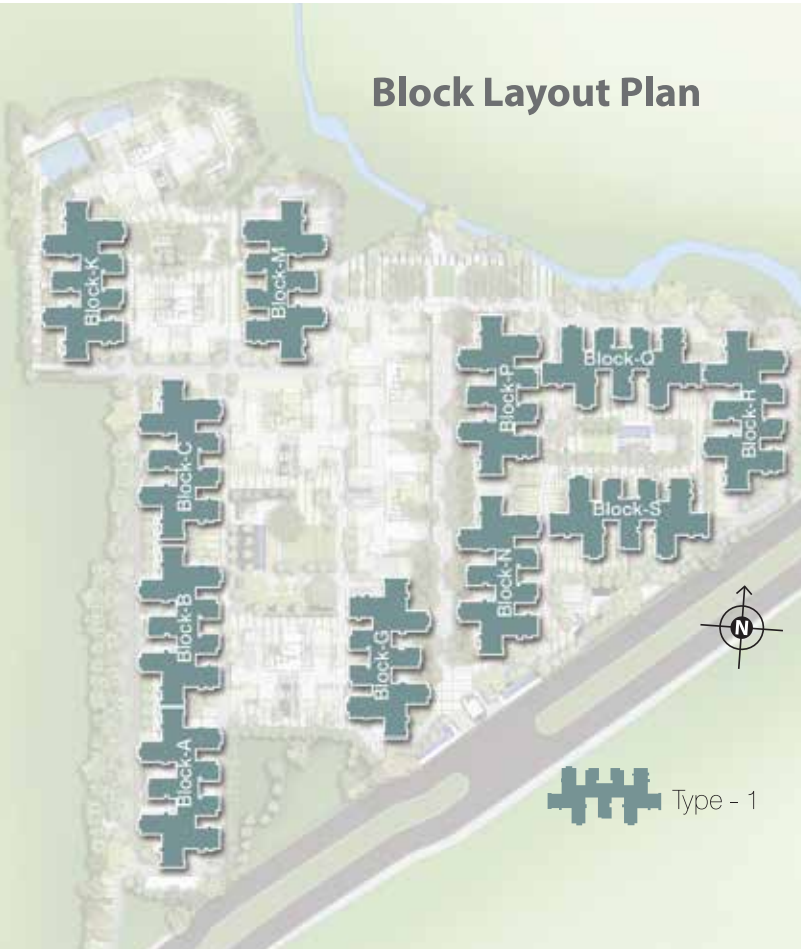 Block Layout Plan
Block-K
Block-M
Block-P
Block-Q
Block-H
Block-C
Block-S
Block-N
Block-B
Block-G
N
Block-A
Type - 1